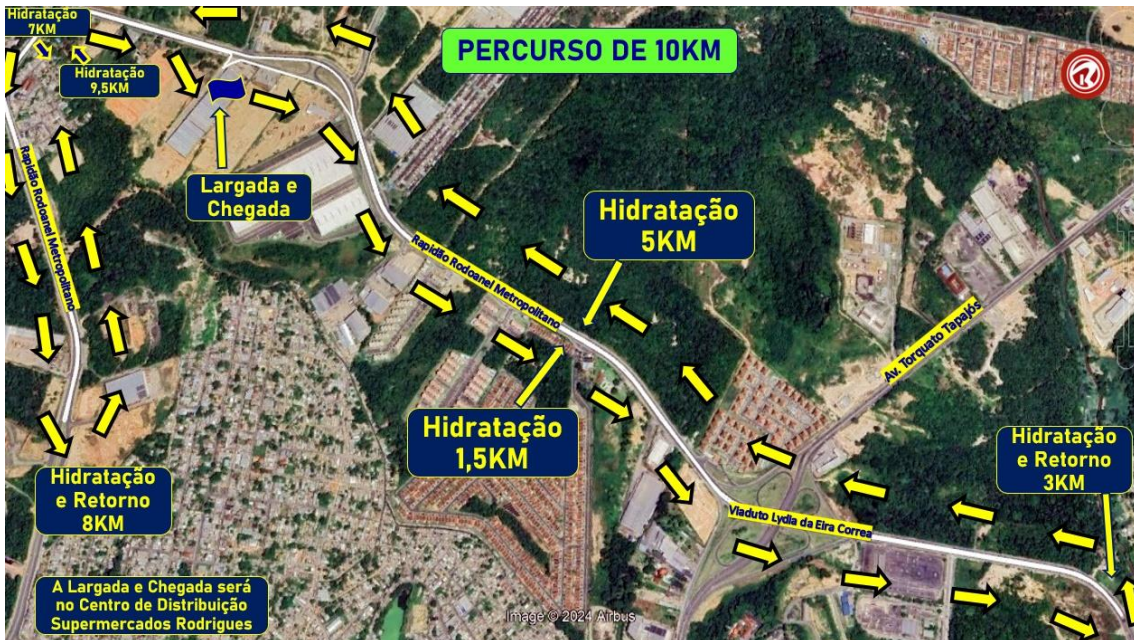 Hidratação
7KM
Hidratação
9,5KM
PERCURSO DE 10KM
Largada e
Chegada
Rapidão Rodoanel Metropolitano
Hidratação
5KM
Rapidão Rodoanel Metropolitano
Av. Torquato Tapajós
Hidratação
1,5KM
Hidratação
e Retorno
3KM
Hidratação
e Retorno
8KM
Viaduto Lydia da Eira Correa
A Largada e Chegada será
no Centro de Distribuição
Supermercados Rodrigues
Image © 2024 Airbus